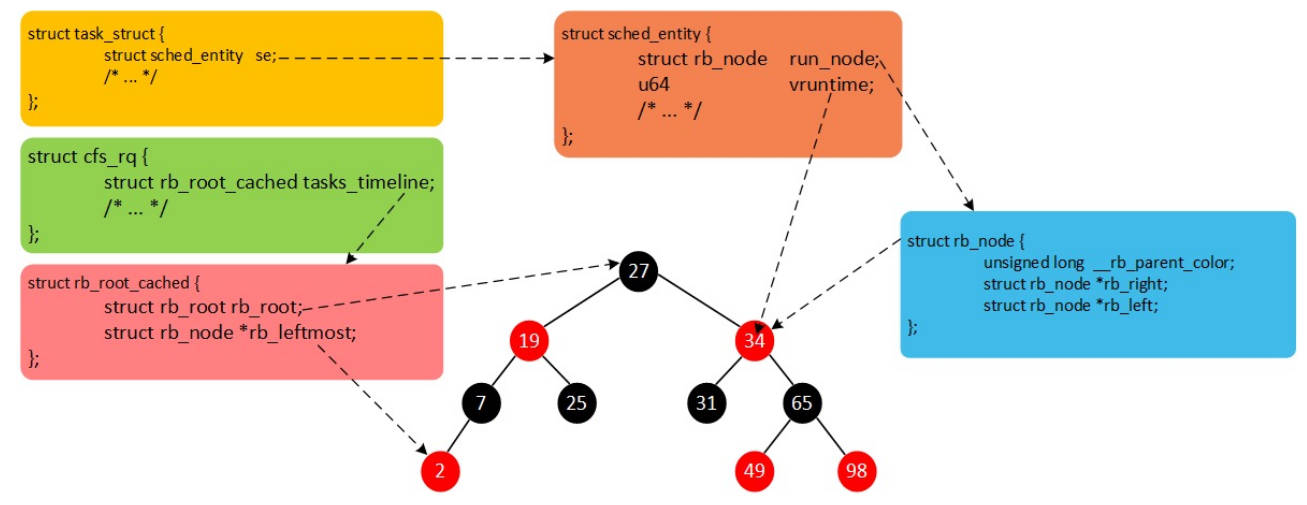 struct task_struct {
struct sched_entity se;
/* ... */
};
struct sched_entity {
struct rb_node run_node;
u64 vruntime;
/* ... */
};
struct cfs_rq {
struct rb_root_cached tasks_timeline;
/* ... */
};
struct rb_root_cached {
struct rb_root rb_root;
struct rb_node *rb_leftmost;
};
struct rb_node {
unsigned long __rb_parent_color;
struct rb_node *rb_right;
struct rb_node *rb_left;
};
27
19 34
7 25 31 65
2 49 98